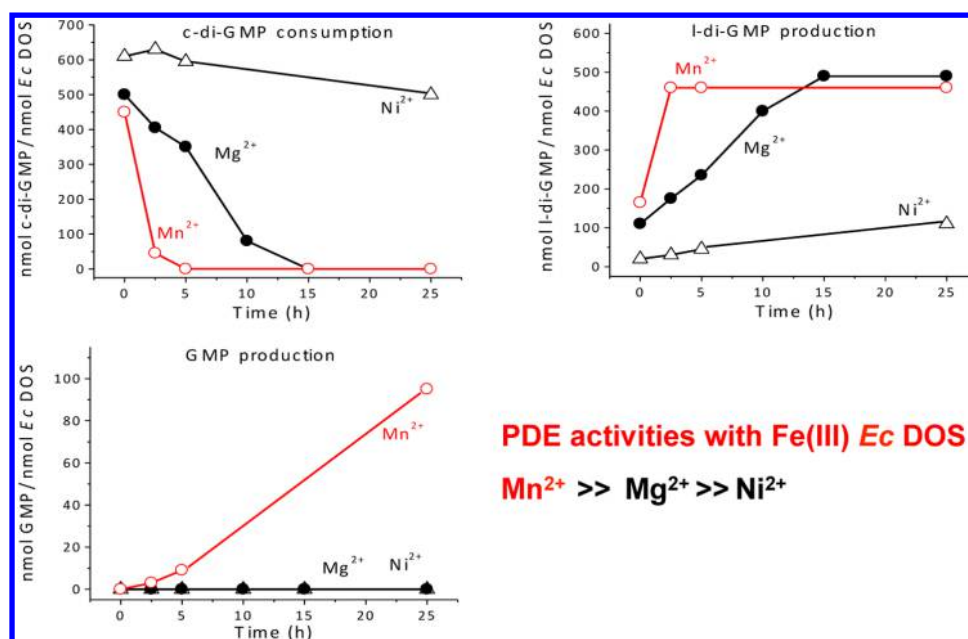 c-di-GMP consumption
nmol c-di-GMP / nmol Ec DOS
700
600
500
400
300
200
100
0
Ni²⁺
Mg²⁺
Mn²⁺
0 5 10 15 20 25
Time (h)
l-di-GMP production
nmol l-di-GMP / nmol Ec DOS
600
500
400
300
200
100
0
Mn²⁺
Mg²⁺
Ni²⁺
0 5 10 15 20 25
Time (h)
GMP production
nmol GMP / nmol Ec DOS
100
80
60
40
20
0
Mn²⁺
Mg²⁺ Ni²⁺
0 5 10 15 20 25
Time (h)
PDE activities with Fe(III) Ec DOS
Mn²⁺ >> Mg²⁺ >> Ni²⁺